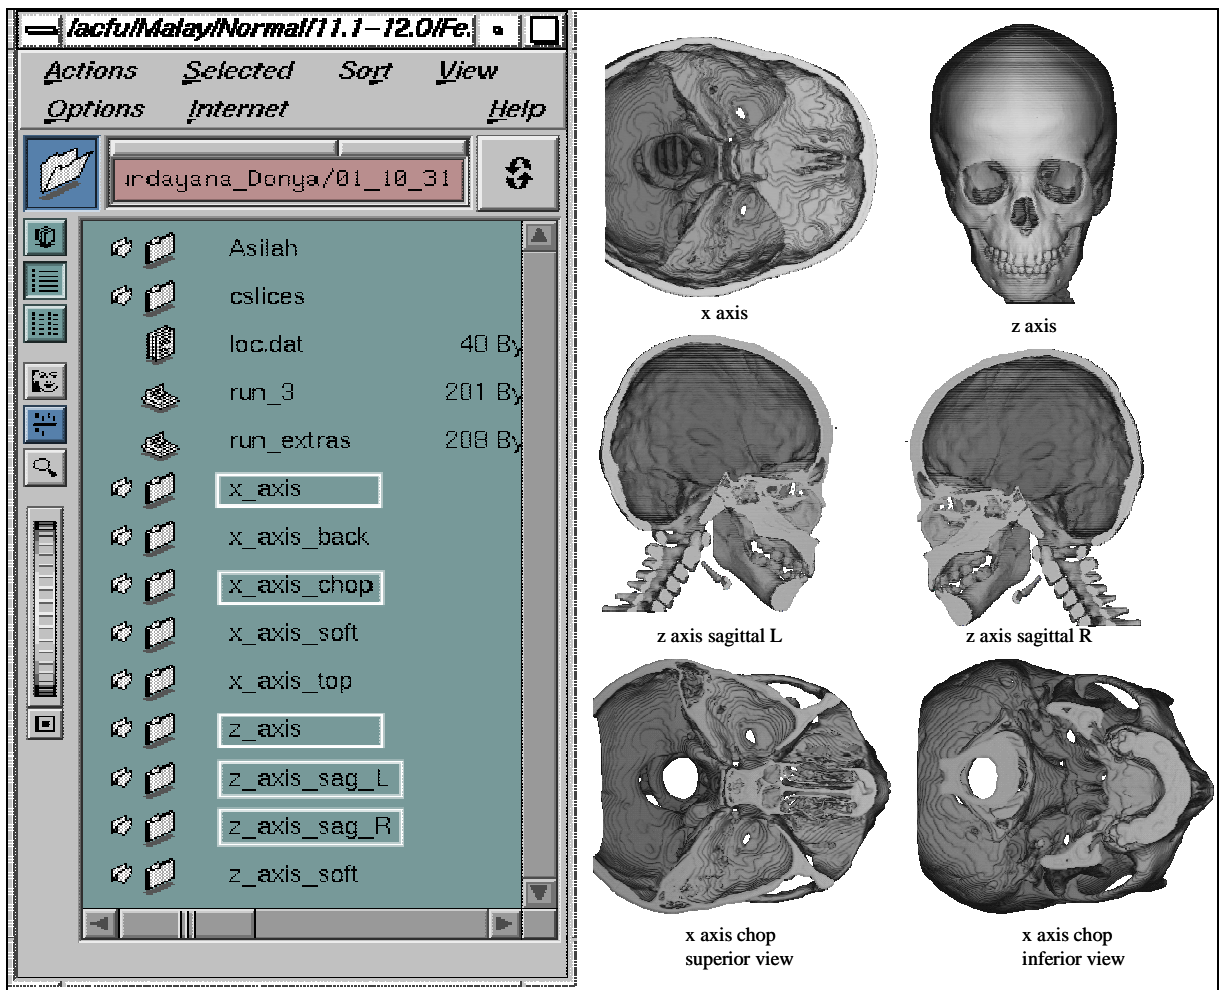 /acfu/Malay/Normal/11.1-12.0/Fe.
Actions Selected Sort View
Options Internet Help
urdayana_Donya/01_10_31
Asilah
cslices
loc.dat 40 By
run_3 201 By
run_extras 208 By
x_axis
x_axis_back
x_axis_chop
x_axis_soft
x_axis_top
z_axis
z_axis_sag_L
z_axis_sag_R
z_axis_soft
x axis
z axis
z axis sagittal L
z axis sagittal R
x axis chop
superior view
x axis chop
inferior view